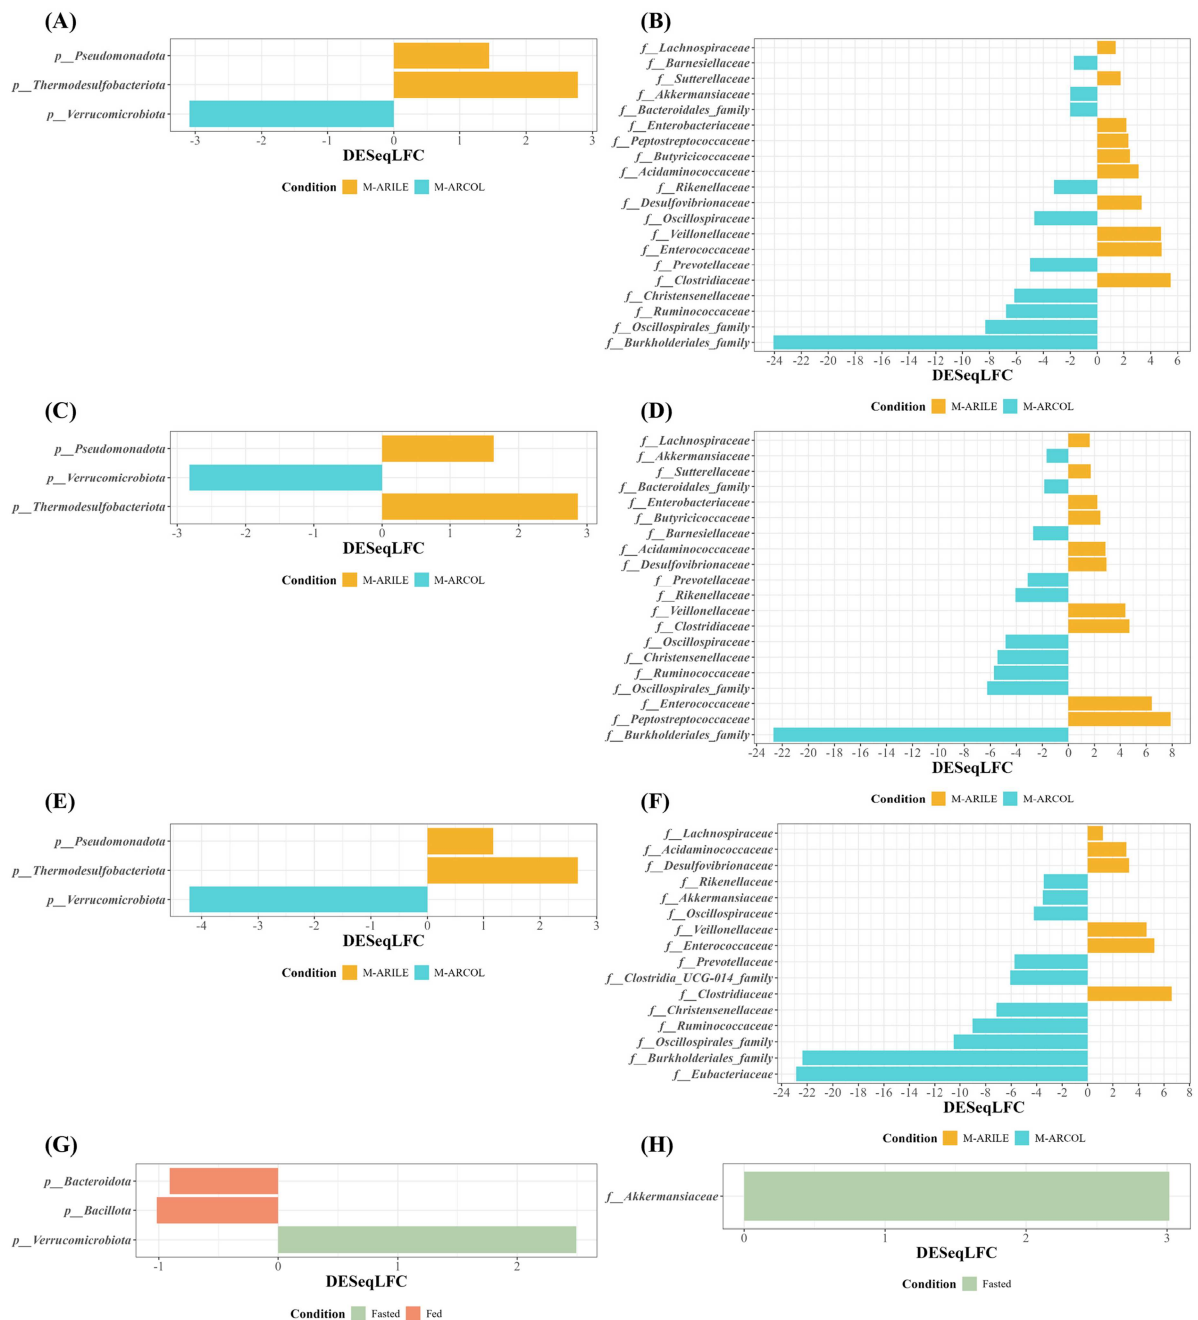 (A)
p__Pseudomonadota
p__Thermodesulfobacteriota
p__Verrucomicrobiota
-3 -2 -1 0 1 2 3
DESeqLFC
Condition M-ARILE M-ARCOL
(B)
f__Lachnospiraceae
f__Barnesiellaceae
f__Sutterellaceae
f__Akkermansiaceae
f__Bacteroidales_family
f__Enterobacteriaceae
f__Peptostreptococcaceae
f__Butyricicoccaceae
f__Acidaminococcaceae
f__Rikenellaceae
f__Desulfovibrionaceae
f__Oscillospiraceae
f__Veillonellaceae
f__Enterococcaceae
f__Prevotellaceae
f__Clostridiaceae
f__Christensenellaceae
f__Ruminococcaceae
f__Oscillospirales_family
f__Burkholderiales_family
-24 -22 -20 -18 -16 -14 -12 -10 -8 -6 -4 -2 0 2 4 6
DESeqLFC
Condition M-ARILE M-ARCOL
(C)
p__Pseudomonadota
p__Verrucomicrobiota
p__Thermodesulfobacteriota
-3 -2 -1 0 1 2 3
DESeqLFC
Condition M-ARILE M-ARCOL
(D)
f__Lachnospiraceae
f__Akkermansiaceae
f__Sutterellaceae
f__Bacteroidales_family
f__Enterobacteriaceae
f__Butyricicoccaceae
f__Barnesiellaceae
f__Acidaminococcaceae
f__Desulfovibrionaceae
f__Prevotellaceae
f__Rikenellaceae
f__Veillonellaceae
f__Clostridiaceae
f__Oscillospiraceae
f__Christensenellaceae
f__Ruminococcaceae
f__Oscillospirales_family
f__Enterococcaceae
f__Peptostreptococcaceae
f__Burkholderiales_family
-24 -22 -20 -18 -16 -14 -12 -10 -8 -6 -4 -2 0 2 4 6 8
DESeqLFC
Condition M-ARILE M-ARCOL
(E)
p__Pseudomonadota
p__Thermodesulfobacteriota
p__Verrucomicrobiota
-4 -3 -2 -1 0 1 2 3
DESeqLFC
Condition M-ARILE M-ARCOL
(F)
f__Lachnospiraceae
f__Acidaminococcaceae
f__Desulfovibrionaceae
f__Rikenellaceae
f__Akkermansiaceae
f__Oscillospiraceae
f__Veillonellaceae
f__Enterococcaceae
f__Prevotellaceae
f__Clostridia_UCG-014_family
f__Clostridiaceae
f__Christensenellaceae
f__Ruminococcaceae
f__Oscillospirales_family
f__Burkholderiales_family
f__Eubacteriaceae
-24 -22 -20 -18 -16 -14 -12 -10 -8 -6 -4 -2 0 2 4 6 8
DESeqLFC
Condition M-ARILE M-ARCOL
(G)
p__Bacteroidota
p__Bacillota
p__Verrucomicrobiota
-1 0 1 2
DESeqLFC
Condition Fasted Fed
(H)
f__Akkermansiaceae
0 1 2 3
DESeqLFC
Condition Fasted